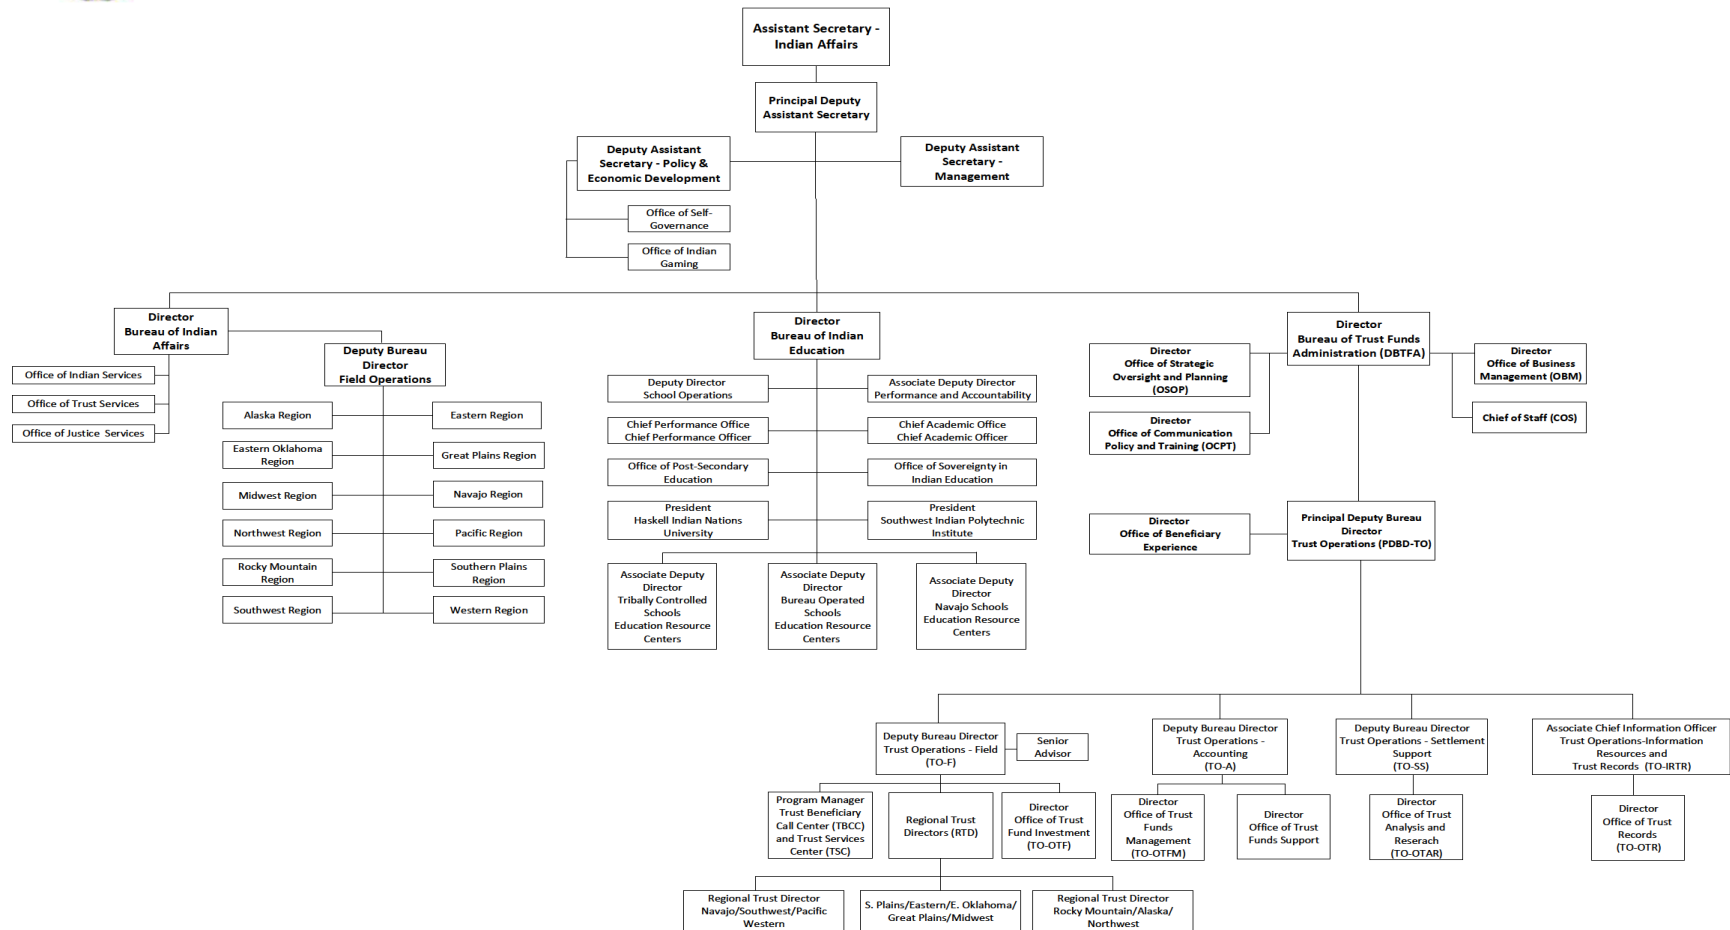 Assistant Secretary -
Indian Affairs
Principal Deputy
Assistant Secretary
Deputy Assistant
Secretary - Policy &
Economic Development
Deputy Assistant
Secretary -
Management
Office of Self-
Governance
Office of Indian
Gaming
Director
Bureau of Indian
Affairs
Office of Indian Services
Office of Trust Services
Office of Justice Services
Deputy Bureau
Director
Field Operations
Alaska Region
Eastern Region
Eastern Oklahoma
Region
Great Plains Region
Midwest Region
Navajo Region
Northwest Region
Pacific Region
Rocky Mountain
Region
Southern Plains
Region
Southwest Region
Western Region
Director
Bureau of Indian
Education
Deputy Director
School Operations
Associate Deputy Director
Performance and Accountability
Chief Performance Office
Chief Performance Officer
Chief Academic Office
Chief Academic Officer
Office of Post-Secondary
Education
Office of Sovereignty in
Indian Education
President
Haskell Indian Nations
University
President
Southwest Indian Polytechnic
Institute
Associate Deputy
Director
Tribally Controlled
Schools
Education Resource
Centers
Associate Deputy
Director
Bureau Operated
Schools
Education Resource
Centers
Associate Deputy
Director
Navajo Schools
Education Resource
Centers
Director
Bureau of Trust Funds
Administration (DBTFA)
Director
Office of Strategic
Oversight and Planning
(OSOP)
Director
Office of Business
Management (OBM)
Director
Office of Communication
Policy and Training (OCPT)
Chief of Staff (COS)
Director
Office of Beneficiary
Experience
Principal Deputy Bureau
Director
Trust Operations (PDBD-TO)
Deputy Bureau Director
Trust Operations - Field
(TO-F)
Senior
Advisor
Deputy Bureau Director
Trust Operations -
Accounting
(TO-A)
Deputy Bureau Director
Trust Operations - Settlement
Support
(TO-SS)
Associate Chief Information Officer
Trust Operations-Information
Resources and
Trust Records (TO-IRTR)
Program Manager
Trust Beneficiary
Call Center (TBCC)
and Trust Services
Center (TSC)
Regional Trust
Directors (RTD)
Director
Office of Trust
Fund Investment
(TO-OTF)
Director
Office of Trust
Funds
Management
(TO-OTFM)
Director
Office of Trust
Funds Support
Director
Office of Trust
Analysis and
Reserach
(TO-OTAR)
Director
Office of Trust
Records
(TO-OTR)
Regional Trust Director
Navajo/Southwest/Pacific
Western
S. Plains/Eastern/E. Oklahoma/
Great Plains/Midwest
Regional Trust Director
Rocky Mountain/Alaska/
Northwest